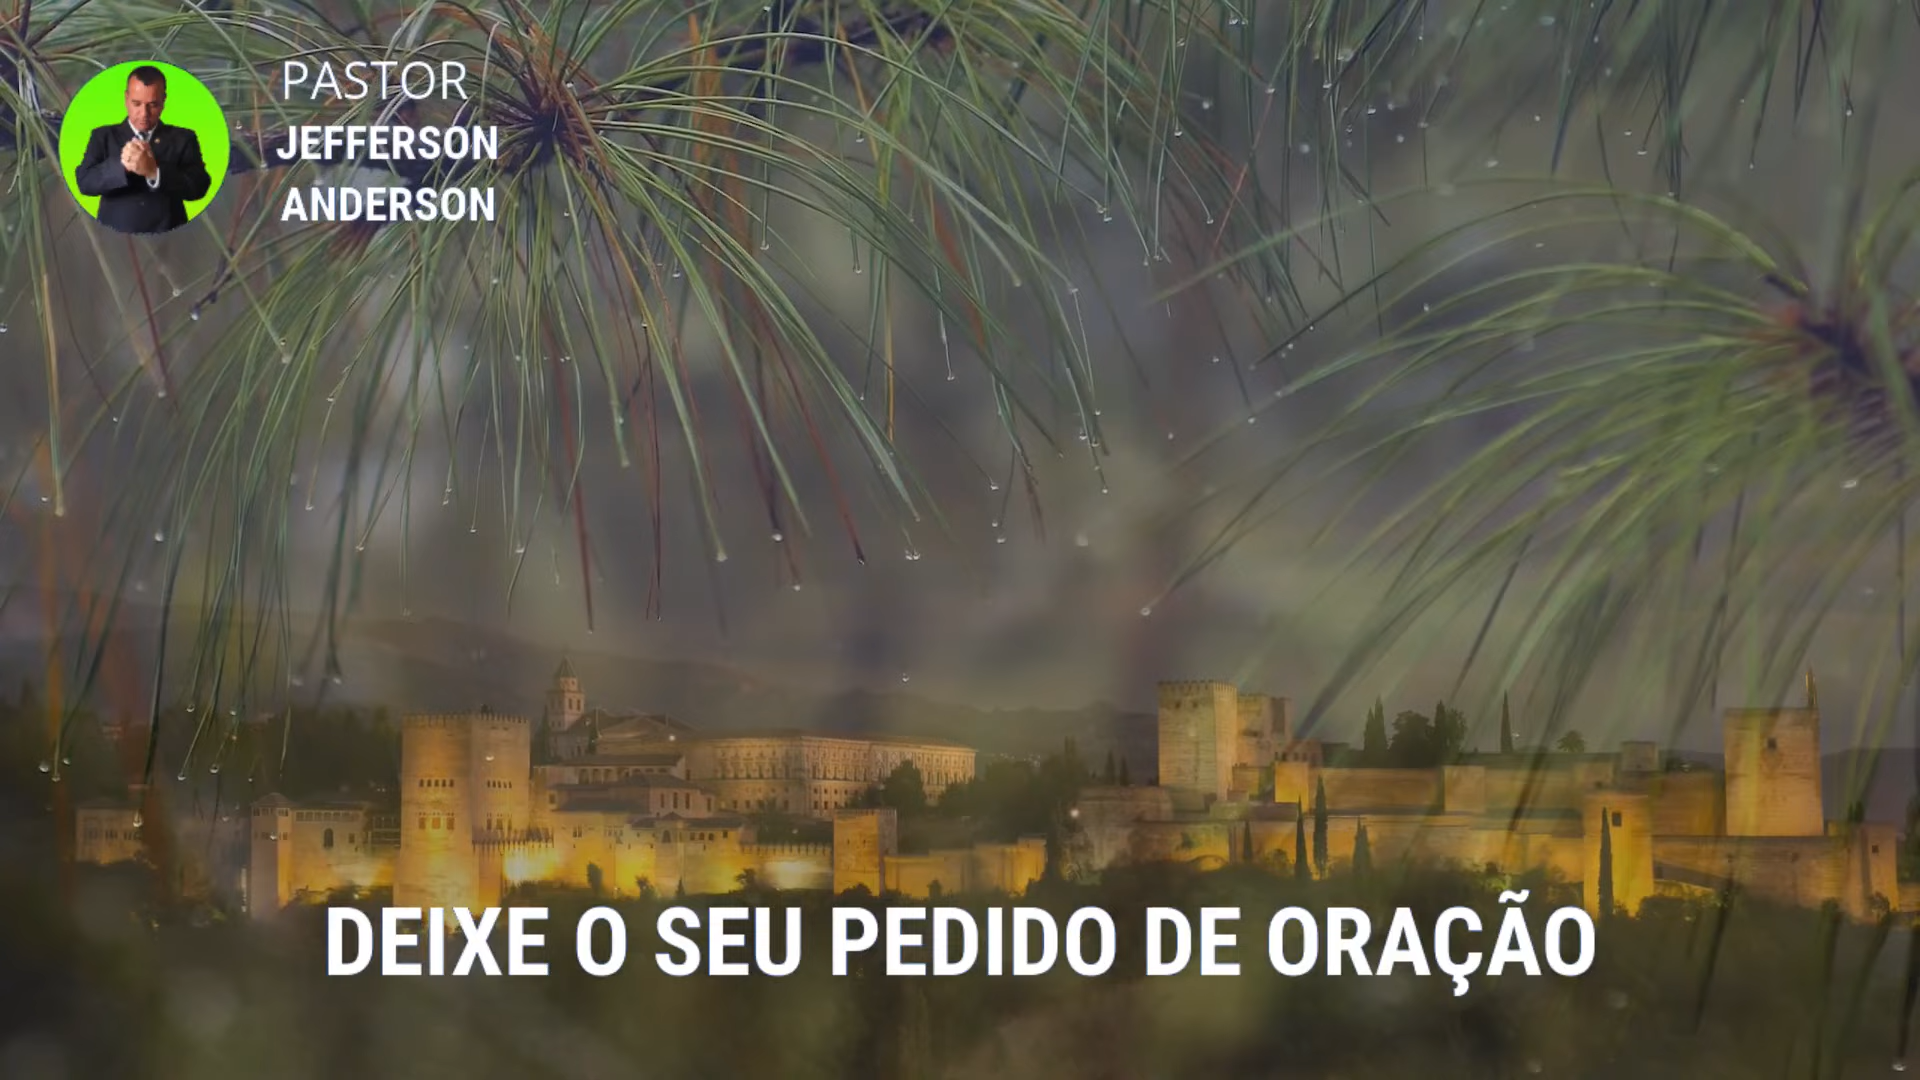 PASTOR
JEFFERSON
ANDERSON
DEIXE O SEU PEDIDO DE ORAÇÃO